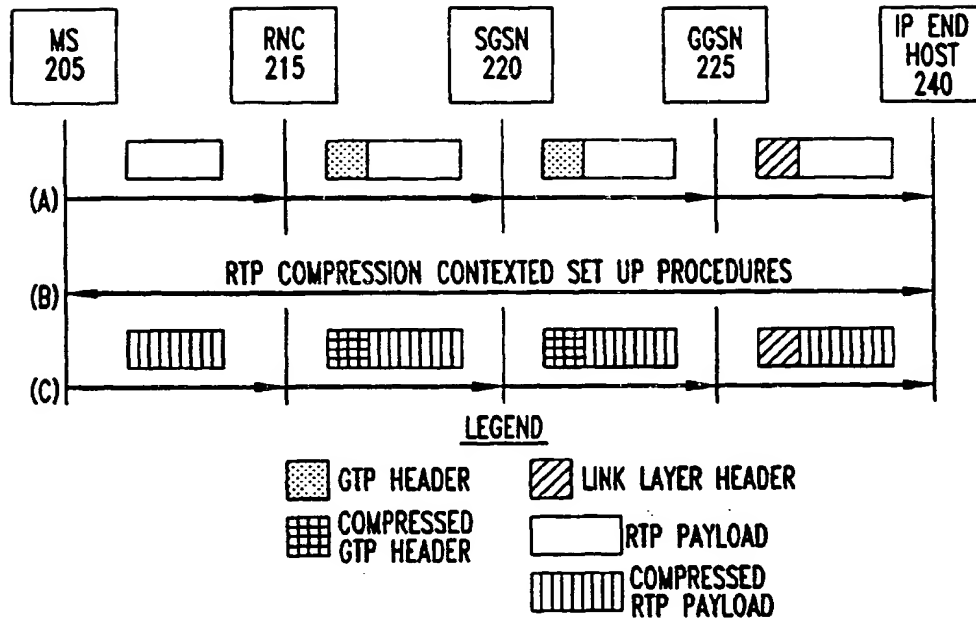 MS
205
RNC
215
SGSN
220
GGSN
225
IP END
HOST
240
(A)
RTP COMPRESSION CONTEXTED SET UP PROCEDURES
(B)
(C)
LEGEND
GTP HEADER
LINK LAYER HEADER
COMPRESSED
GTP HEADER
RTP PAYLOAD
COMPRESSED
RTP PAYLOAD